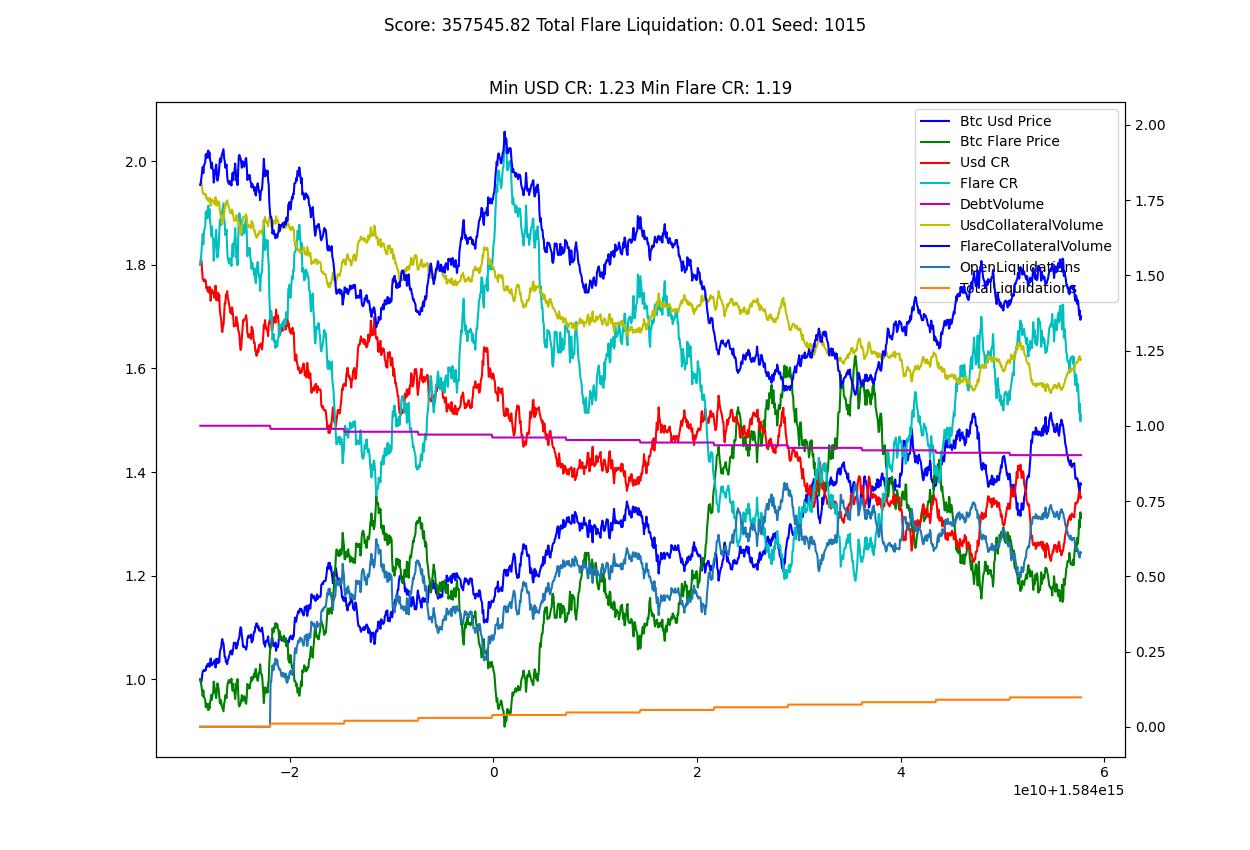 Score: 357545.82 Total Flare Liquidation: 0.01 Seed: 1015
Min USD CR: 1.23 Min Flare CR: 1.19
Btc Usd Price
Btc Flare Price
Usd CR
Flare CR
DebtVolume
UsdCollateralVolume
FlareCollateralVolume
OpenLiquidations
TotalLiquidations
2.0
1.8
1.6
1.4
1.2
1.0
2.00
1.75
1.50
1.25
1.00
0.75
0.50
0.25
0.00
−2 0 2 4 6
1e10+1.584e15